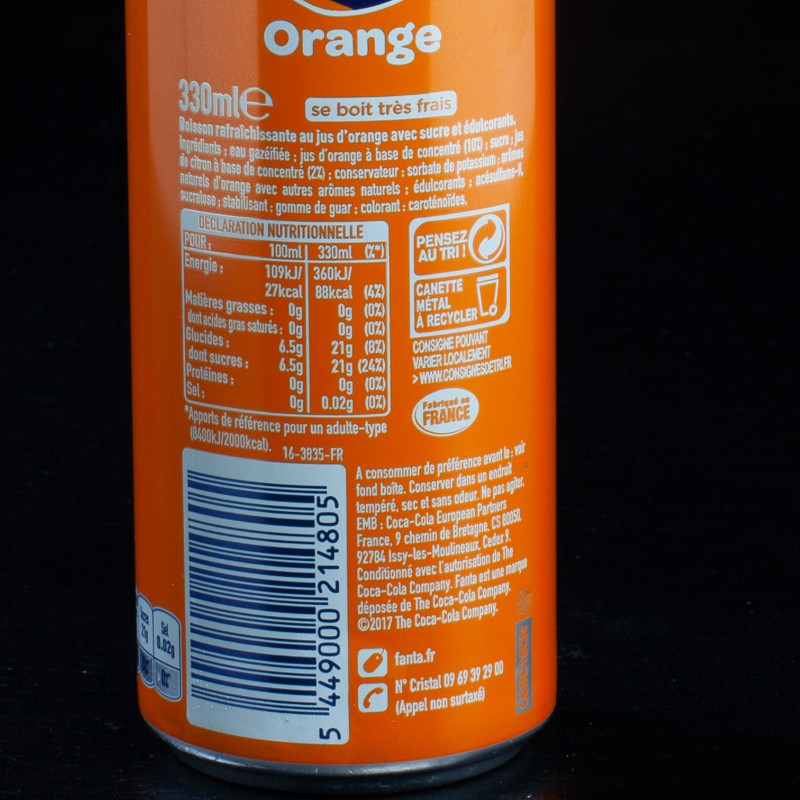 Orange
330ml℮
se boit très frais
Boisson rafraîchissante au jus d'orange avec sucre et édulcorants.
Ingrédients : eau gazéifiée ; jus d'orange à base de concentré (10%) ; sucre ; jus
de citron à base de concentré (2%) ; conservateur : sorbate de potassium ; arômes
naturels d'orange avec autres arômes naturels ; édulcorants : acésulfame-K,
sucralose ; stabilisant : gomme de guar ; colorant : caroténoïdes.
DECLARATION NUTRITIONNELLE
POUR : 100ml 330ml (%*)
Energie : 109kJ/ 360kJ/
27kcal 88kcal (4%)
Matières grasses : 0g 0g (0%)
dont acides gras saturés : 0g 0g (0%)
Glucides : 6.5g 21g (8%)
dont sucres : 6.5g 21g (24%)
Protéines : 0g 0g (0%)
Sel : 0g 0.02g (0%)
*Apports de référence pour un adulte-type
(8400kJ/2000kcal).
16-3835-FR
PENSEZ
AU TRI !
CANETTE
MÉTAL
À RECYCLER
CONSIGNE POUVANT
VARIER LOCALEMENT
> WWW.CONSIGNESDETRI.FR
Fabriqué en
FRANCE
A consommer de préférence avant le : voir
fond boîte. Conserver dans un endroit
tempéré, sec et sans odeur. Ne pas agiter.
EMB : Coca-Cola European Partners
France, 9 chemin de Bretagne, CS 80050,
92784 Issy-les-Moulineaux, Cedex 9.
Conditionné avec l'autorisation de The
Coca-Cola Company. Fanta est une marque
déposée de The Coca-Cola Company.
©2017 The Coca-Cola Company.
fanta.fr
N° Cristal 09 69 39 29 00
(Appel non surtaxé)
5 449000 214805
Sucres
21g
Sel
0.02g
0%*